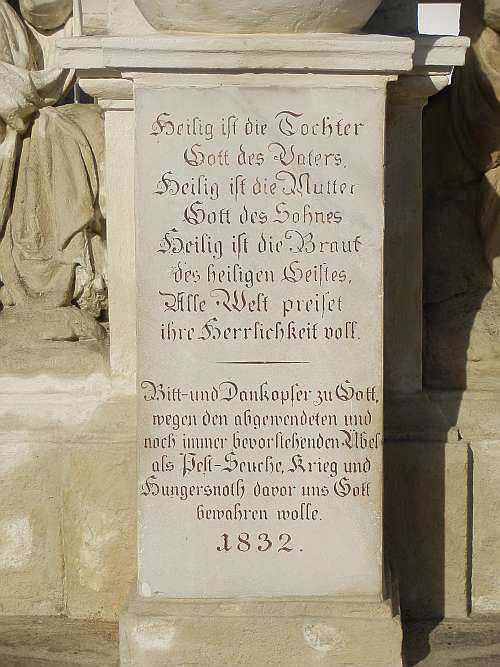 Heilig ist die Tochter
Gott des Vaters.
Heilig ist die Mutter
Gott des Sohnes
Heilig ist die Braut
des heiligen Geistes.
Alle Welt preiset
ihre Herrlichkeit voll.
Bitt-und Dankopfer zu Gott,
wegen den abgewendeten und
noch immer bevorstehenden Übel
als Pest-Seuche, Krieg und
Hungersnoth davor uns Gott
bewahren wolle.
1832.